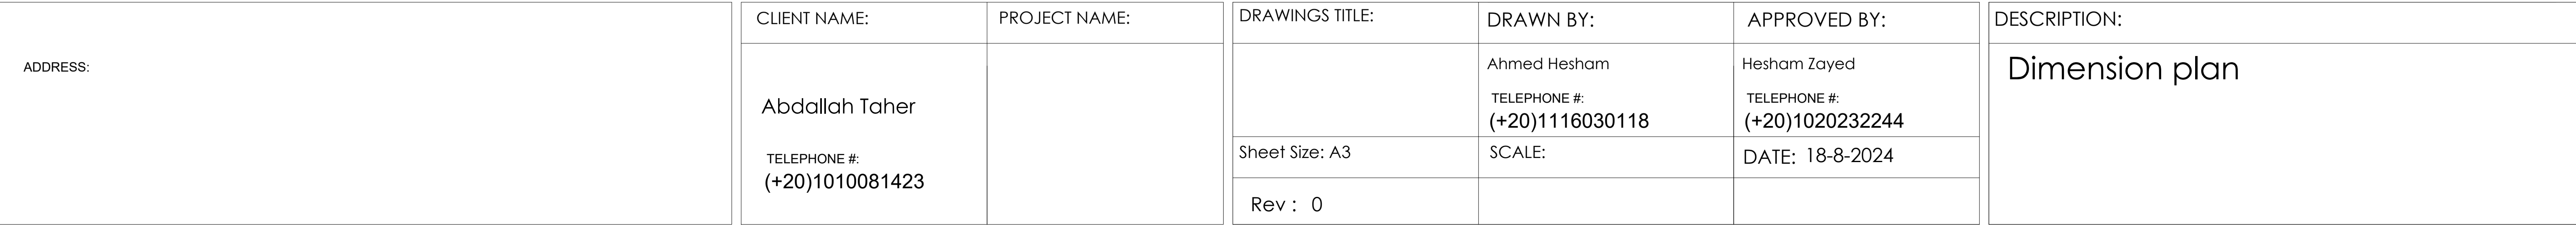 ADDRESS:
CLIENT NAME:
Abdallah Taher
TELEPHONE #:
(+20)1010081423
PROJECT NAME:
DRAWINGS TITLE:
DRAWN BY:
Ahmed Hesham
TELEPHONE #:
(+20)1116030118
APPROVED BY:
Hesham Zayed
TELEPHONE #:
(+20)1020232244
Sheet Size: A3
SCALE:
DATE: 18-8-2024
Rev : 0
DESCRIPTION:
Dimension plan